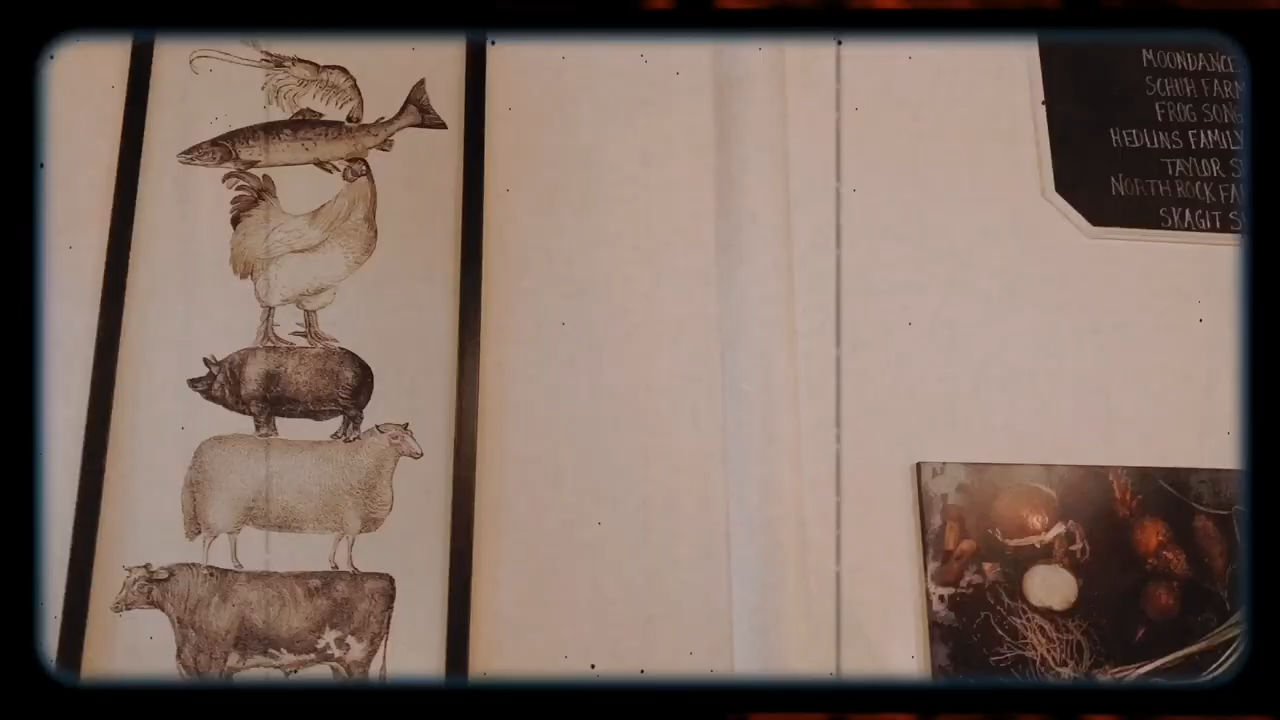 MOONDANCE
SCHUH FARM
FROG SONG
HEDLINS FAMILY
TAYLOR S
NORTH ROCK FA
SKAGIT S